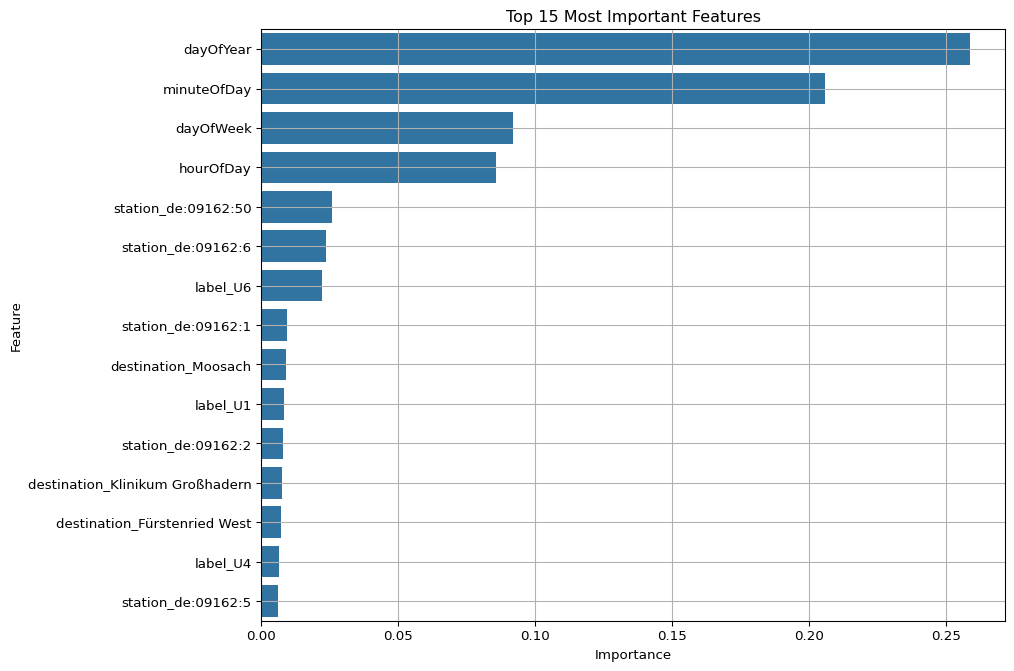 Top 15 Most Important Features
dayOfYear
minuteOfDay
dayOfWeek
hourOfDay
station_de:09162:50
station_de:09162:6
label_U6
station_de:09162:1
destination_Moosach
label_U1
station_de:09162:2
destination_Klinikum Großhadern
destination_Fürstenried West
label_U4
station_de:09162:5
Feature
0.00 0.05 0.10 0.15 0.20 0.25
Importance